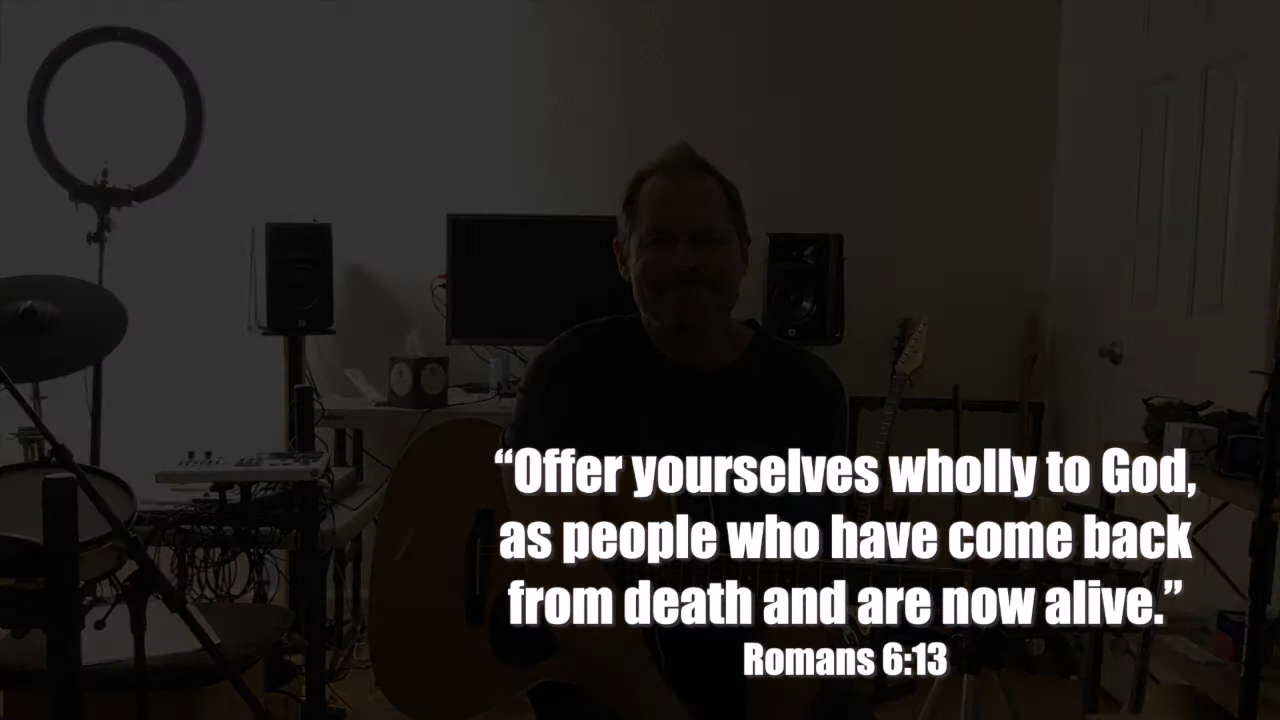 “Offer yourselves wholly to God,
as people who have come back
from death and are now alive.”
Romans 6:13